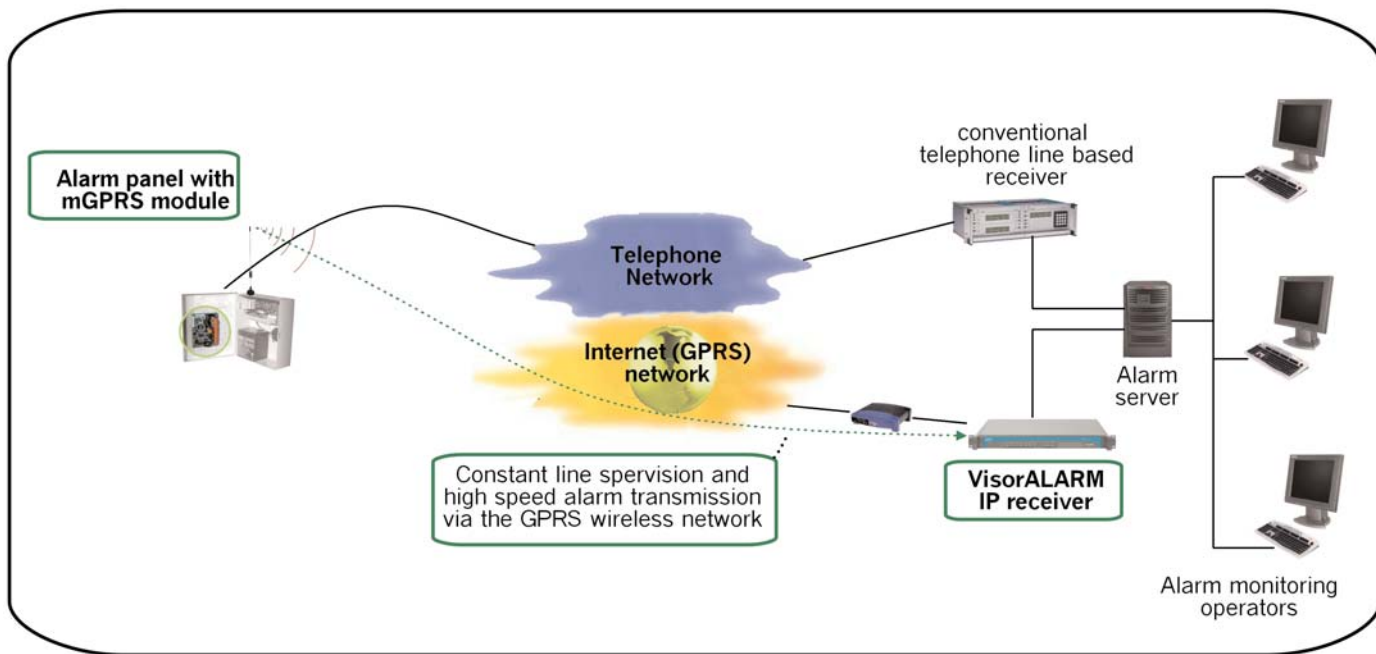 Alarm panel with
mGPRS module
conventional
telephone line based
receiver
Telephone
Network
Internet (GPRS)
network
Alarm
server
Constant line spervision and
high speed alarm transmission
via the GPRS wireless network
VisorALARM
IP receiver
Alarm monitoring
operators